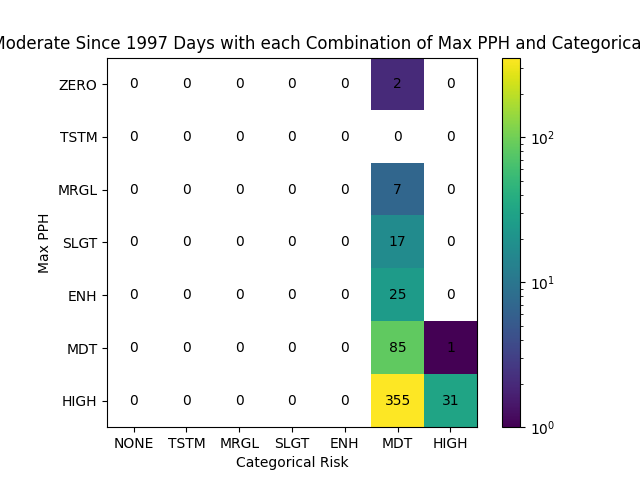 Moderate Since 1997 Days with each Combination of Max PPH and Categorica
ZERO 0 0 0 0 0 2 0
TSTM 0 0 0 0 0 0 0
MRGL 0 0 0 0 0 7 0
SLGT 0 0 0 0 0 17 0
ENH 0 0 0 0 0 25 0
MDT 0 0 0 0 0 85 1
HIGH 0 0 0 0 0 355 31
NONE TSTM MRGL SLGT ENH MDT HIGH
Categorical Risk
Max PPH
10²
10¹
10⁰